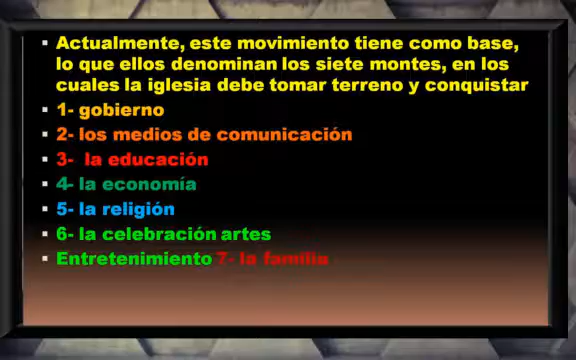 Actualmente, este movimiento tiene como base,
lo que ellos denominan los siete montes, en los
cuales la iglesia debe tomar terreno y conquistar
1- gobierno
2- los medios de comunicación
3- la educación
4- la economía
5- la religión
6- la celebración artes
Entretenimiento 7- la familia